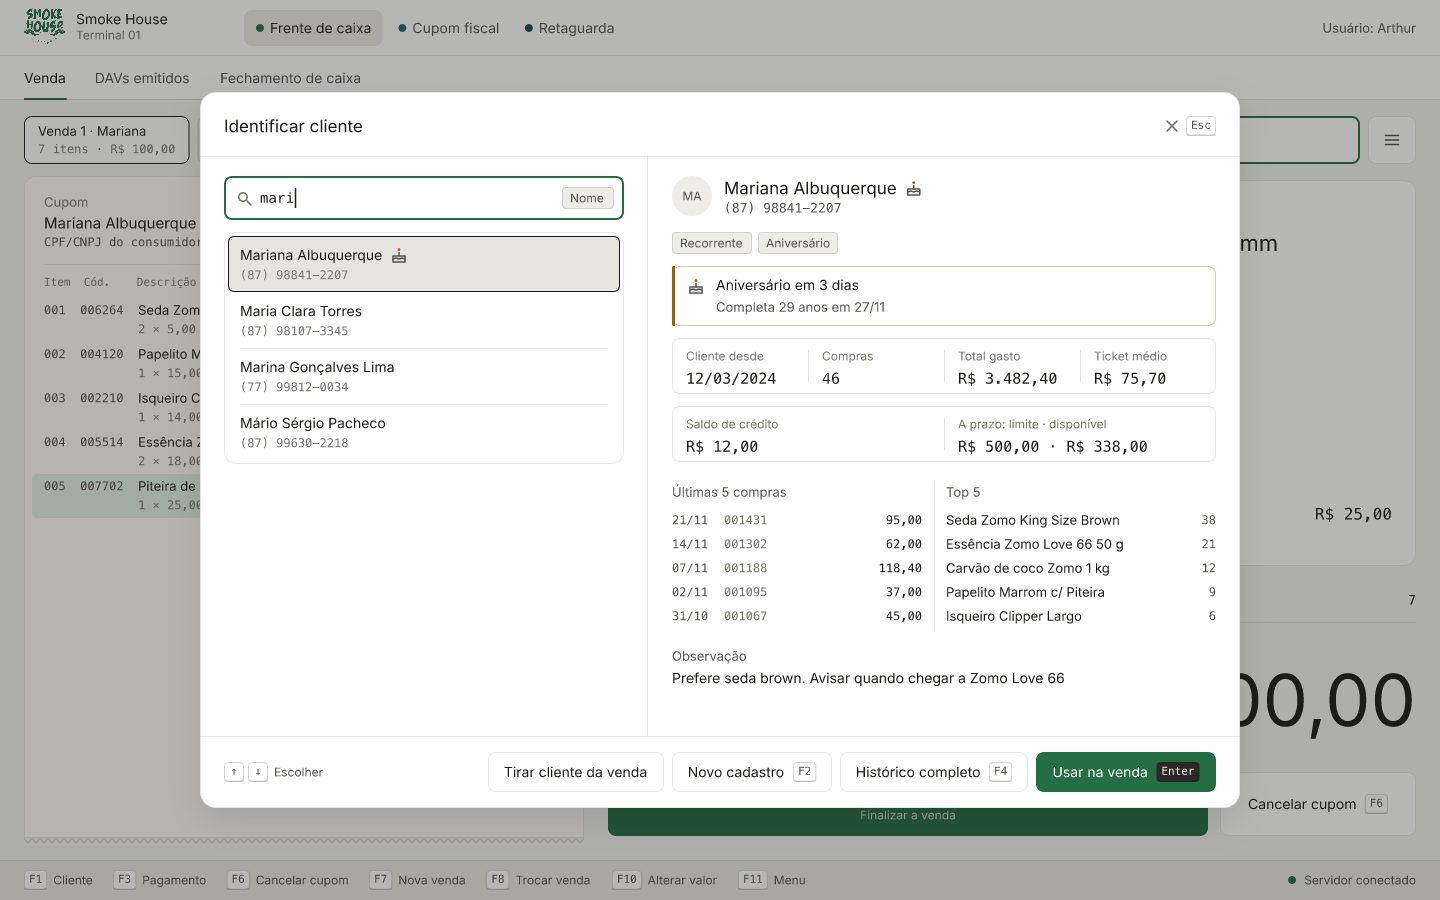 SMOKE HOUSE
Smoke House
Terminal 01
Frente de caixa
Cupom fiscal
Retaguarda
Usuário: Arthur
Venda
DAVs emitidos
Fechamento de caixa
Venda 1 · Mariana
7 itens · R$ 100,00
Cupom
Mariana Albuquerque
CPF/CNPJ do consumidor
Item Cód. Descrição
001 006264 Seda Zom
2 × 5,00
002 004120 Papelito M
1 × 15,00
003 002210 Isqueiro C
1 × 14,00
004 005514 Essência Z
2 × 18,00
005 007702 Piteira de
1 × 25,00
Identificar cliente
Esc
mari
Nome
Mariana Albuquerque
(87) 98841–2207
Maria Clara Torres
(87) 98107–3345
Marina Gonçalves Lima
(77) 99812–0034
Mário Sérgio Pacheco
(87) 99630–2218
MA
Mariana Albuquerque
(87) 98841–2207
Recorrente
Aniversário
Aniversário em 3 dias
Completa 29 anos em 27/11
Cliente desde
12/03/2024
Compras
46
Total gasto
R$ 3.482,40
Ticket médio
R$ 75,70
Saldo de crédito
R$ 12,00
A prazo: limite · disponível
R$ 500,00 · R$ 338,00
Últimas 5 compras
21/11 001431 95,00
14/11 001302 62,00
07/11 001188 118,40
02/11 001095 37,00
31/10 001067 45,00
Top 5
Seda Zomo King Size Brown 38
Essência Zomo Love 66 50 g 21
Carvão de coco Zomo 1 kg 12
Papelito Marrom c/ Piteira 9
Isqueiro Clipper Largo 6
Observação
Prefere seda brown. Avisar quando chegar a Zomo Love 66
↑ ↓ Escolher
Tirar cliente da venda
Novo cadastro F2
Histórico completo F4
Usar na venda Enter
mm
R$ 25,00
7
00,00
Finalizar a venda
Cancelar cupom F6
F1 Cliente
F3 Pagamento
F6 Cancelar cupom
F7 Nova venda
F8 Trocar venda
F10 Alterar valor
F11 Menu
Servidor conectado